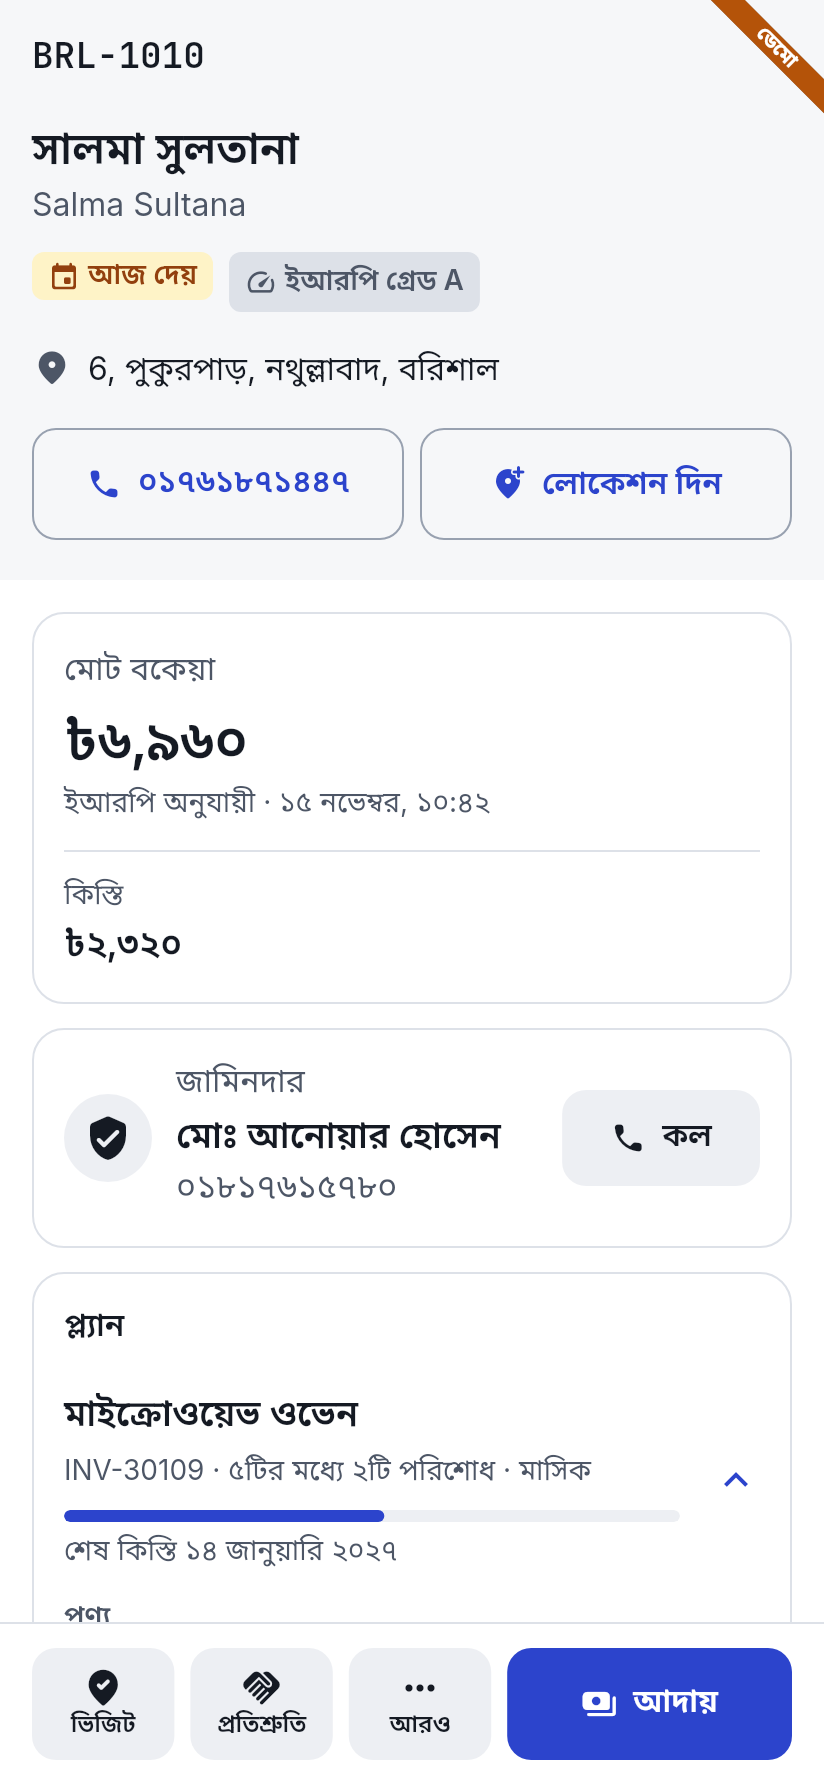 BRL-1010
ডেমো
সালমা সুলতানা
Salma Sultana
আজ দেয়
ইআরপি গ্রেড A
6, পুকুরপাড়, নথুল্লাবাদ, বরিশাল
০১৭৬১৮৭১৪৪৭
লোকেশন দিন
মোট বকেয়া
৳৬,৯৬০
ইআরপি অনুযায়ী · ১৫ নভেম্বর, ১০:৪২
কিস্তি
৳২,৩২০
জামিনদার
মোঃ আনোয়ার হোসেন
০১৮১৭৬১৫৭৮০
কল
প্ল্যান
মাইক্রোওয়েভ ওভেন
INV-30109 · ৫টির মধ্যে ২টি পরিশোধ · মাসিক
শেষ কিস্তি ১৪ জানুয়ারি ২০২৭
পণ্য
ভিজিট
প্রতিশ্রুতি
আরও
আদায়